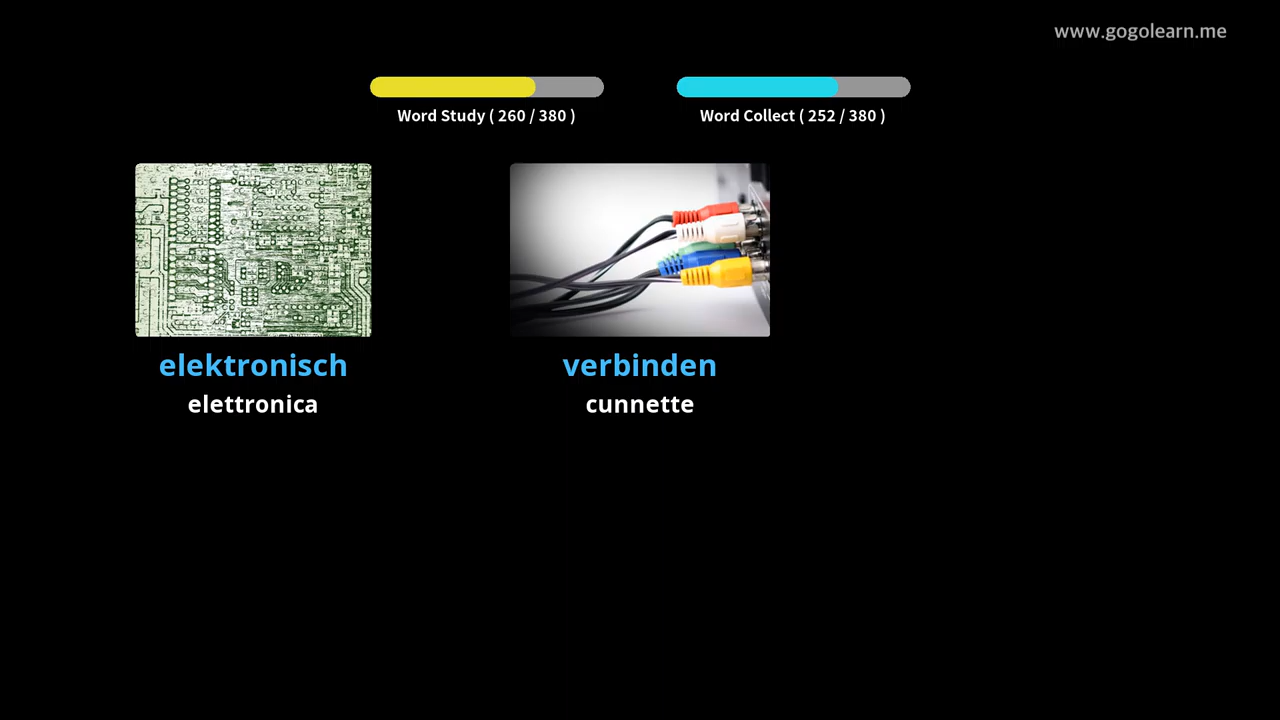 www.gogolearn.me
Word Study ( 260 / 380 )
Word Collect ( 252 / 380 )
elektronisch
elettronica
verbinden
cunnette